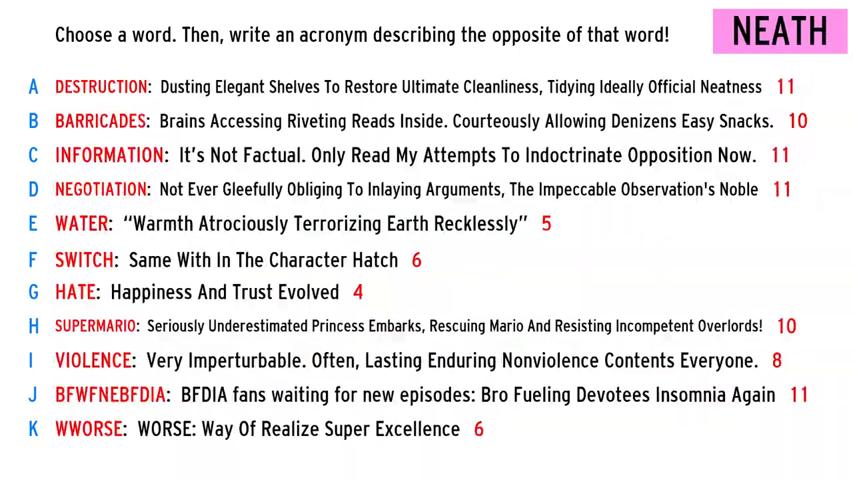 Choose a word. Then, write an acronym describing the opposite of that word!
NEATH
A DESTRUCTION: Dusting Elegant Shelves To Restore Ultimate Cleanliness, Tidying Ideally Official Neatness 11
B BARRICADES: Brains Accessing Riveting Reads Inside. Courteously Allowing Denizens Easy Snacks. 10
C INFORMATION: It's Not Factual. Only Read My Attempts To Indoctrinate Opposition Now. 11
D NEGOTIATION: Not Ever Gleefully Obliging To Inlaying Arguments, The Impeccable Observation's Noble 11
E WATER: “Warmth Atrociously Terrorizing Earth Recklessly” 5
F SWITCH: Same With In The Character Hatch 6
G HATE: Happiness And Trust Evolved 4
H SUPERMARIO: Seriously Underestimated Princess Embarks, Rescuing Mario And Resisting Incompetent Overlords! 10
I VIOLENCE: Very Imperturbable. Often, Lasting Enduring Nonviolence Contents Everyone. 8
J BFWFNEBFDIA: BFDIA fans waiting for new episodes: Bro Fueling Devotees Insomnia Again 11
K WWORSE: WORSE: Way Of Realize Super Excellence 6